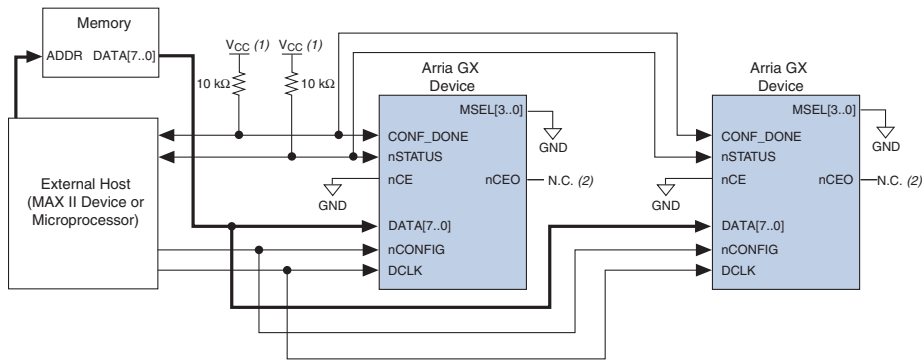 Memory
ADDR DATA[7..0]
VCC (1) VCC (1)
10 kΩ 10 kΩ
External Host
(MAX II Device or
Microprocessor)
Arria GX
Device
MSEL[3..0]
GND
CONF_DONE
nSTATUS
nCE
GND
nCEO
N.C. (2)
DATA[7..0]
nCONFIG
DCLK
Arria GX
Device
MSEL[3..0]
GND
CONF_DONE
nSTATUS
nCE
GND
nCEO
N.C. (2)
DATA[7..0]
nCONFIG
DCLK